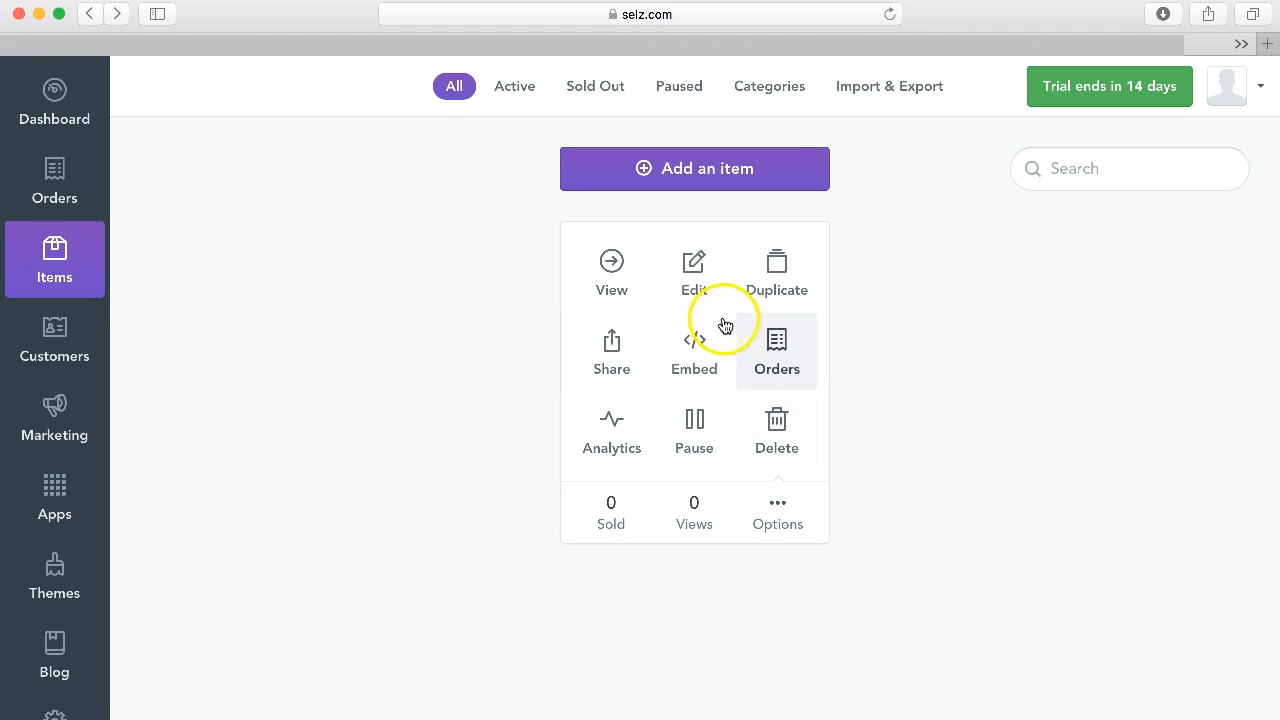 selz.com
All Active Sold Out Paused Categories Import & Export
Trial ends in 14 days
Dashboard
Orders
Items
Customers
Marketing
Apps
Themes
Blog
Add an item
Search
View Edit Duplicate
Share Embed Orders
Analytics Pause Delete
0 0 •••
Sold Views Options